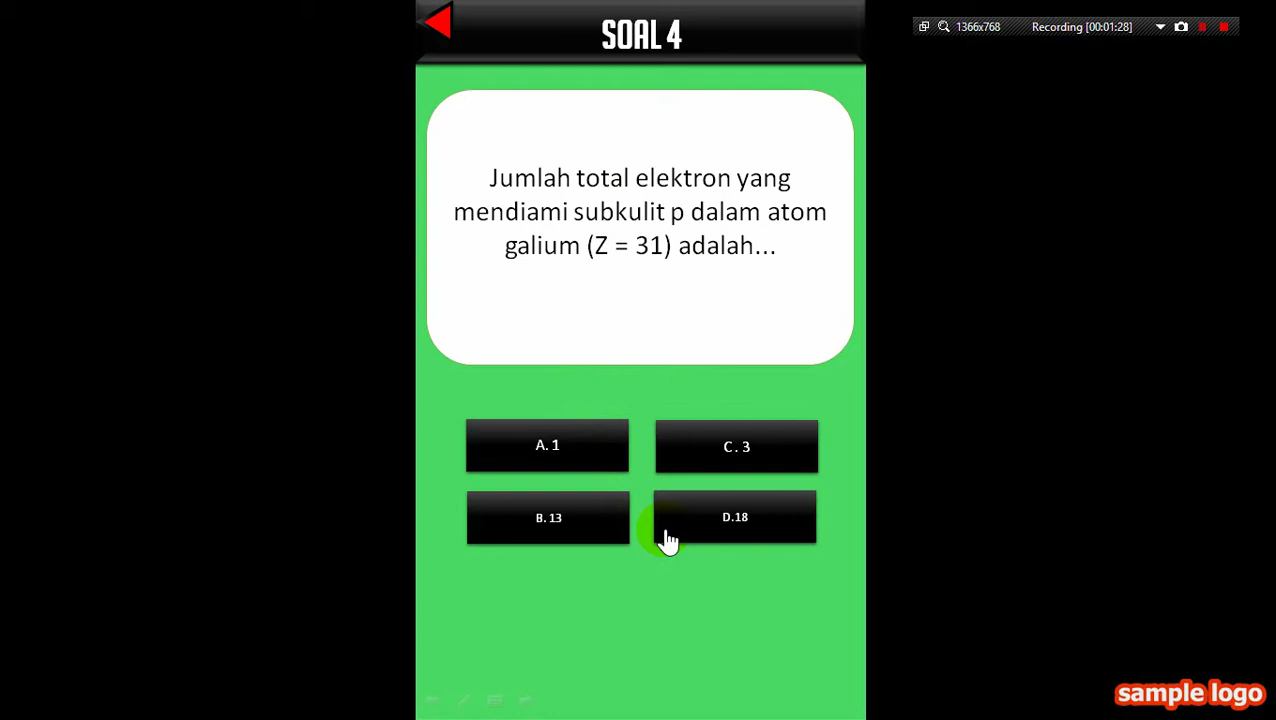 SOAL 4
1366x768
Recording [00:01:28]
Jumlah total elektron yang
mendiami subkulit p dalam atom
galium (Z = 31) adalah...
A. 1
C . 3
B. 13
D.18
sample logo